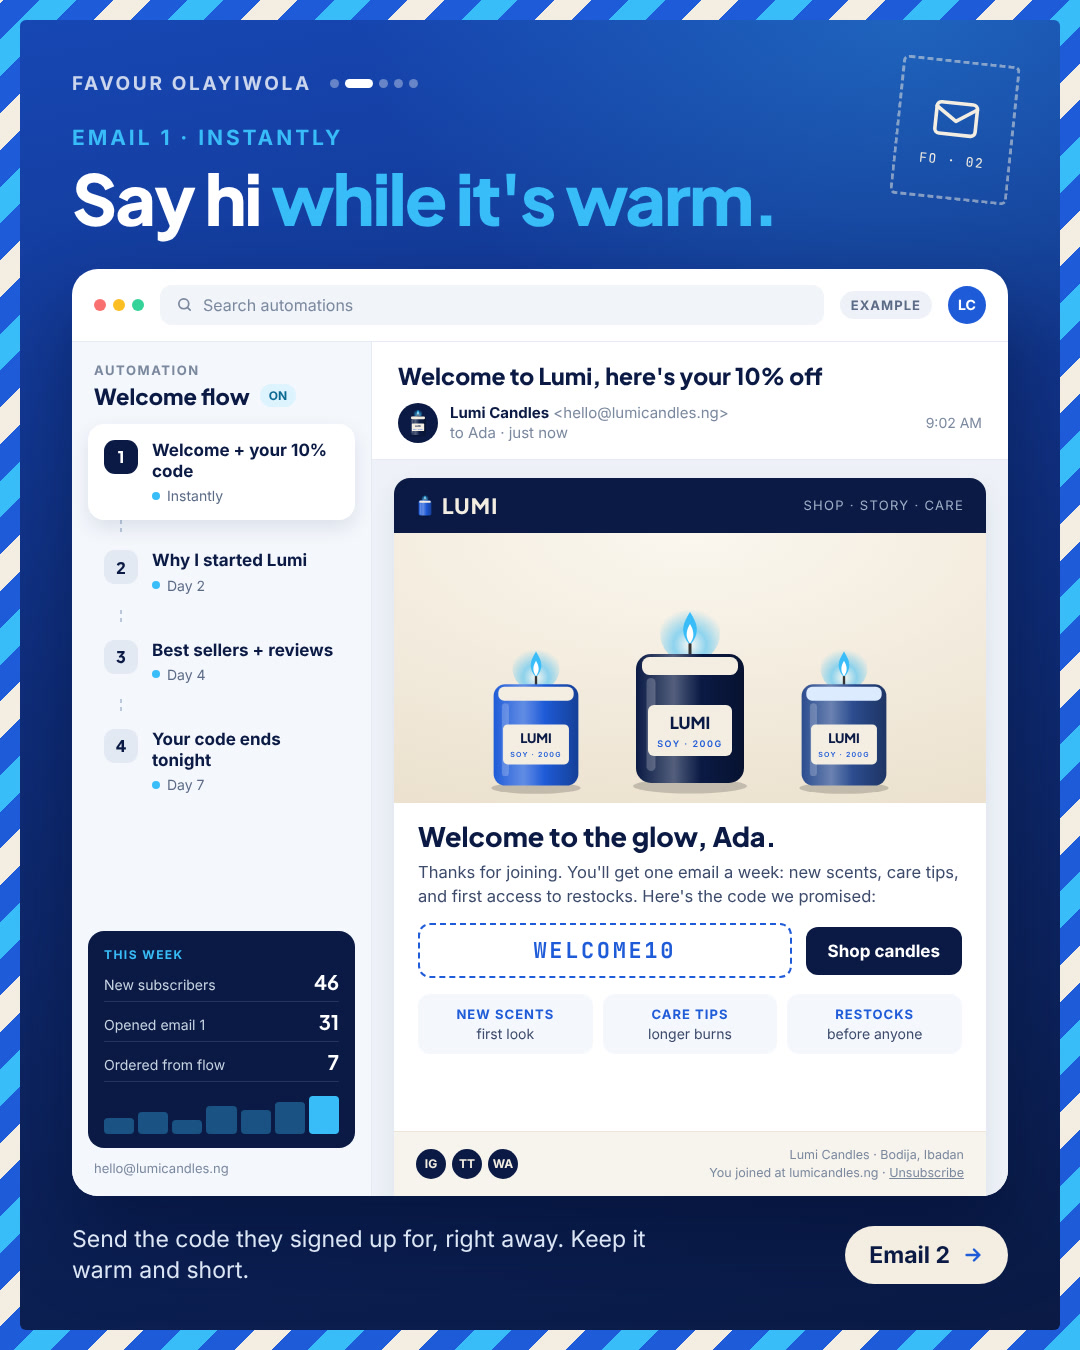 FAVOUR OLAYIWOLA
EMAIL 1 · INSTANTLY
Say hi while it's warm.
FO · 02
Search automations
EXAMPLE
LC
AUTOMATION
Welcome flow
ON
1
Welcome + your 10%
code
Instantly
2
Why I started Lumi
Day 2
3
Best sellers + reviews
Day 4
4
Your code ends
tonight
Day 7
THIS WEEK
New subscribers 46
Opened email 1 31
Ordered from flow 7
hello@lumicandles.ng
Welcome to Lumi, here's your 10% off
Lumi Candles <hello@lumicandles.ng>
to Ada · just now
9:02 AM
LUMI
SHOP · STORY · CARE
LUMI
SOY · 200G
LUMI
SOY · 200G
LUMI
SOY · 200G
Welcome to the glow, Ada.
Thanks for joining. You'll get one email a week: new scents, care tips,
and first access to restocks. Here's the code we promised:
WELCOME10
Shop candles
NEW SCENTS
first look
CARE TIPS
longer burns
RESTOCKS
before anyone
IG TT WA
Lumi Candles · Bodija, Ibadan
You joined at lumicandles.ng · Unsubscribe
Send the code they signed up for, right away. Keep it
warm and short.
Email 2 →